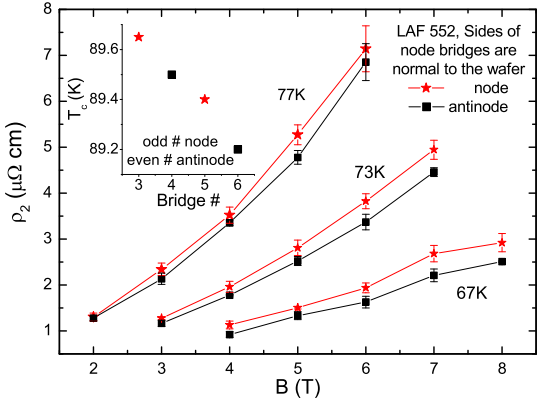 8
7
6
5
4
3
2
1
ρ₂ (μΩ cm)
2 3 4 5 6 7 8
B (T)
89.6
89.4
89.2
T_c (K)
odd # node
even # antinode
3 4 5 6
Bridge #
LAF 552, Sides of
node bridges are
normal to the wafer
node
antinode
77K
73K
67K